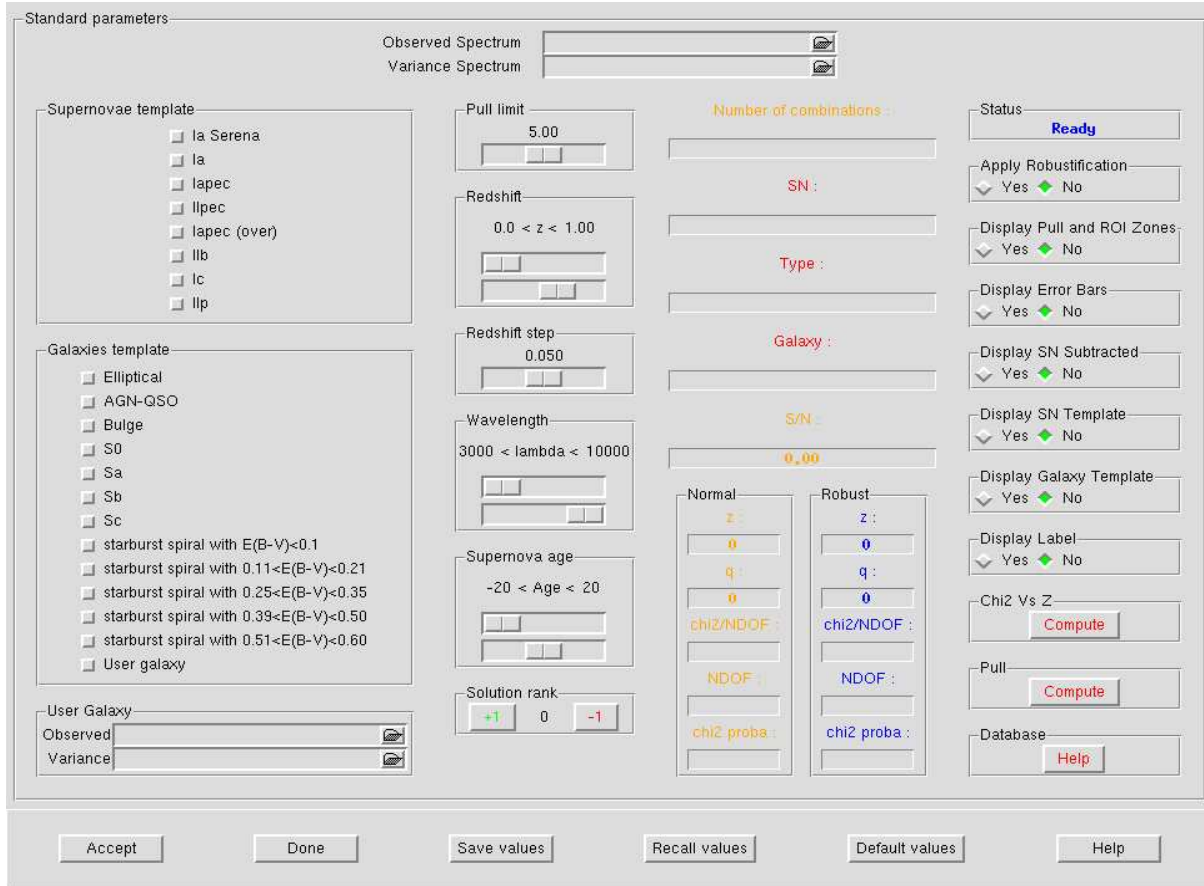 Standard parameters
Observed Spectrum
Variance Spectrum
Supernovae template
Ia Serena
Ia
Iapec
IIpec
Iapec (over)
IIb
Ic
IIp
Galaxies template
Elliptical
AGN-QSO
Bulge
S0
Sa
Sb
Sc
starburst spiral with E(B-V)<0.1
starburst spiral with 0.11<E(B-V)<0.21
starburst spiral with 0.25<E(B-V)<0.35
starburst spiral with 0.39<E(B-V)<0.50
starburst spiral with 0.51<E(B-V)<0.60
User galaxy
User Galaxy
Observed
Variance
Pull limit
5.00
Redshift
0.0 < z < 1.00
Redshift step
0.050
Wavelength
3000 < lambda < 10000
Supernova age
-20 < Age < 20
Solution rank
+1 0 -1
Number of combinations :
SN :
Type :
Galaxy :
S/N :
0.00
Normal
z :
0
q :
0
chi2/NDOF :
NDOF :
chi2 proba :
Robust
z :
0
q :
0
chi2/NDOF :
NDOF :
chi2 proba :
Status
Ready
Apply Robustification
Yes No
Display Pull and ROI Zones
Yes No
Display Error Bars
Yes No
Display SN Subtracted
Yes No
Display SN Template
Yes No
Display Galaxy Template
Yes No
Display Label
Yes No
Chi2 Vs Z
Compute
Pull
Compute
Database
Help
Accept Done Save values Recall values Default values Help